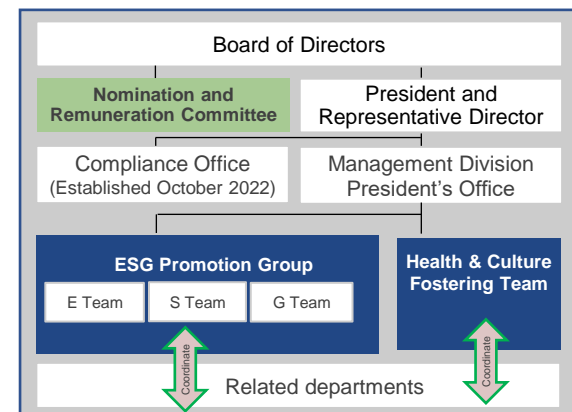 Board of Directors
Nomination and
Remuneration Committee
President and
Representative Director
Compliance Office
(Established October 2022)
Management Division
President's Office
ESG Promotion Group
E Team
S Team
G Team
Health & Culture
Fostering Team
Coordinate
Coordinate
Related departments